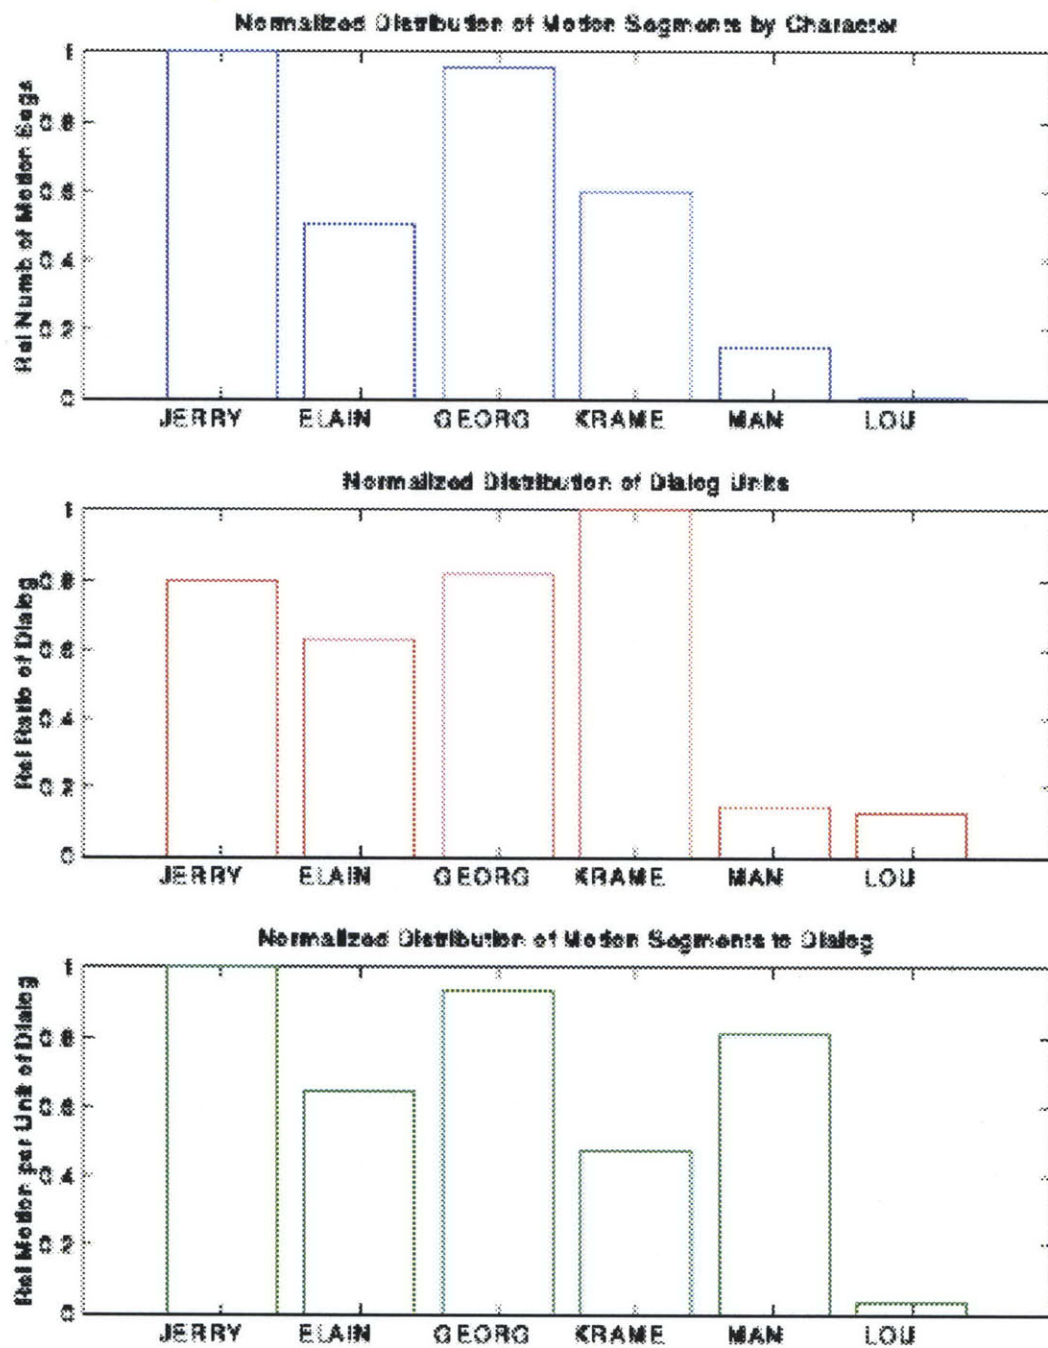 Normalized Distribution of Motion Segments by Character
Rel Numb of Motion Segs
1
0.8
0.6
0.4
0.2
0
JERRY ELAIN GEORG KRAME MAN LOU
Normalized Distribution of Dialog Units
Rel Ratio of Dialog
1
0.8
0.6
0.4
0.2
0
JERRY ELAIN GEORG KRAME MAN LOU
Normalized Distribution of Motion Segments to Dialog
Rel Motion per Unit of Dialog
1
0.8
0.6
0.4
0.2
0
JERRY ELAIN GEORG KRAME MAN LOU